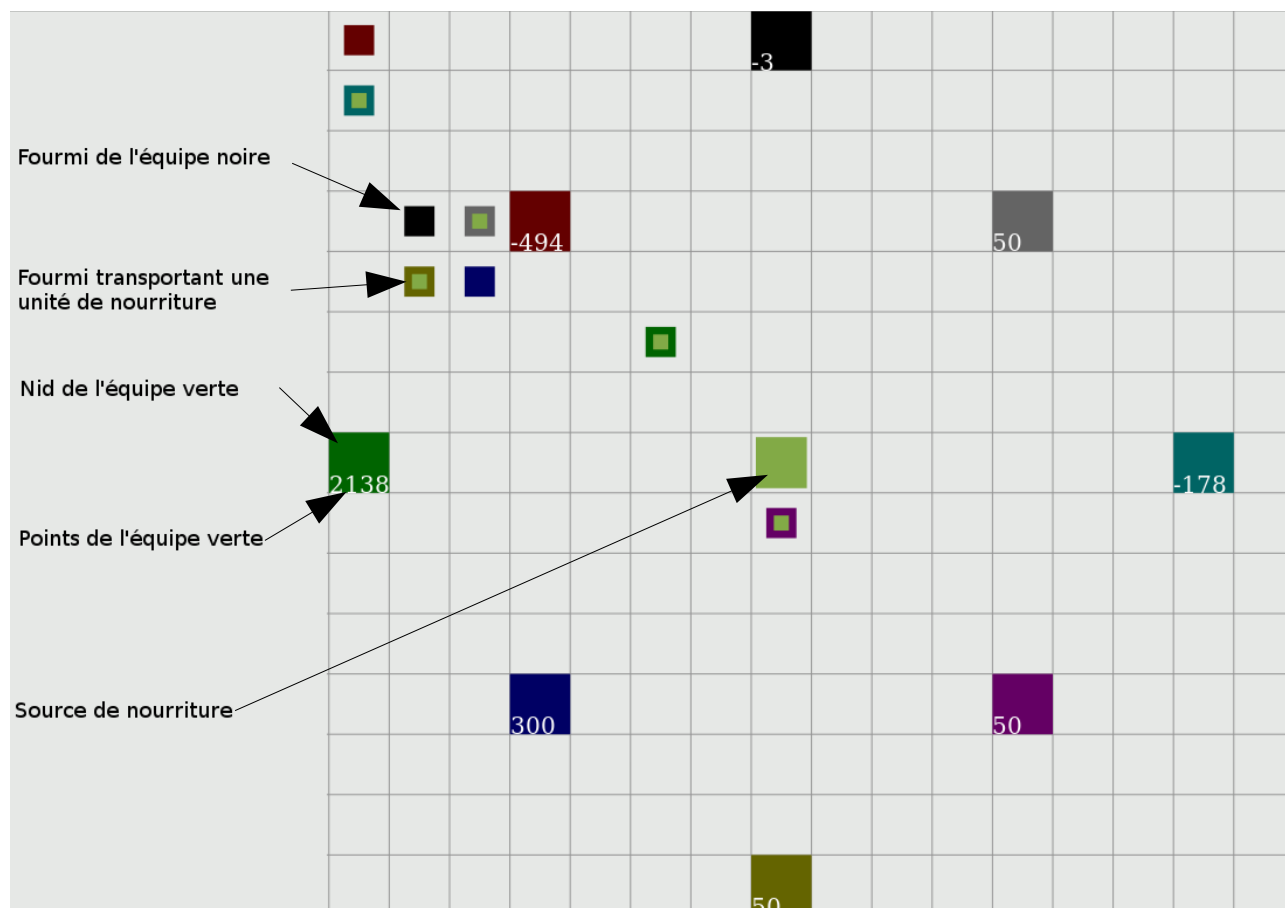 -3
Fourmi de l'équipe noire
-494
50
Fourmi transportant une
unité de nourriture
Nid de l'équipe verte
2138
-178
Points de l'équipe verte
Source de nourriture
300
50
50